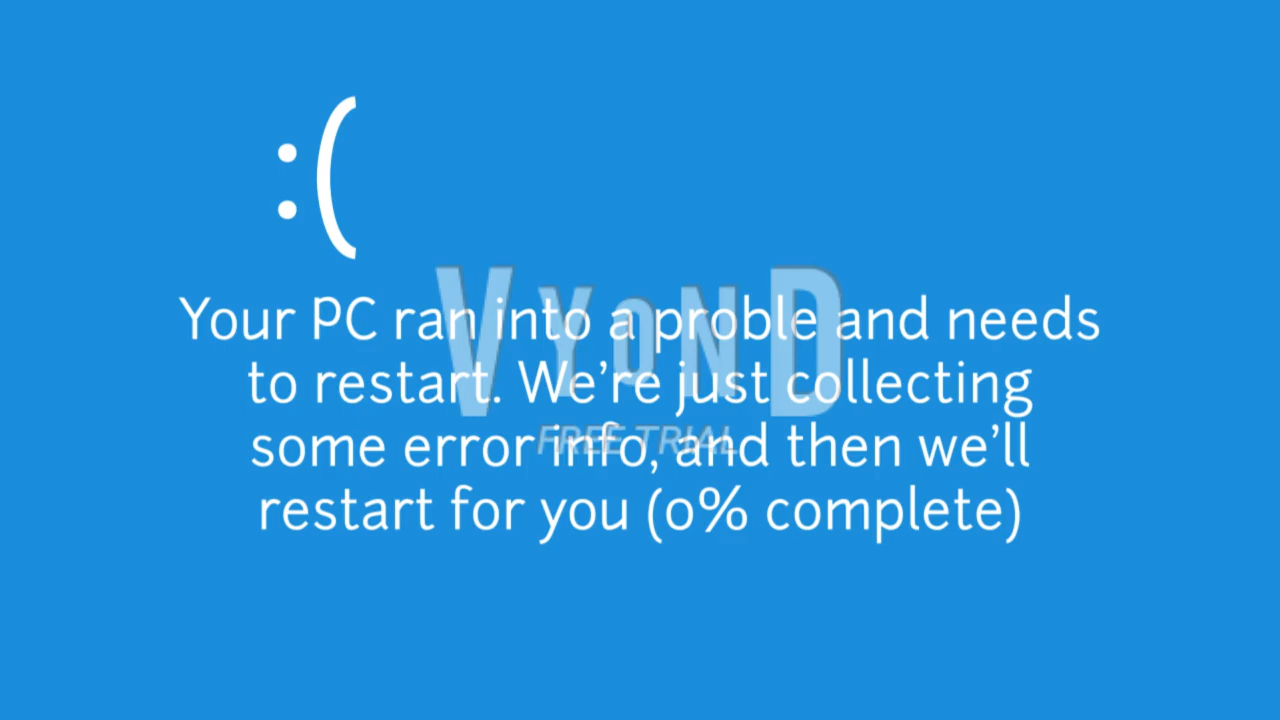 :(
Your PC ran into a proble and needs
to restart. We’re just collecting
some error info, and then we’ll
restart for you (0% complete)
VYOND
FREE TRIAL